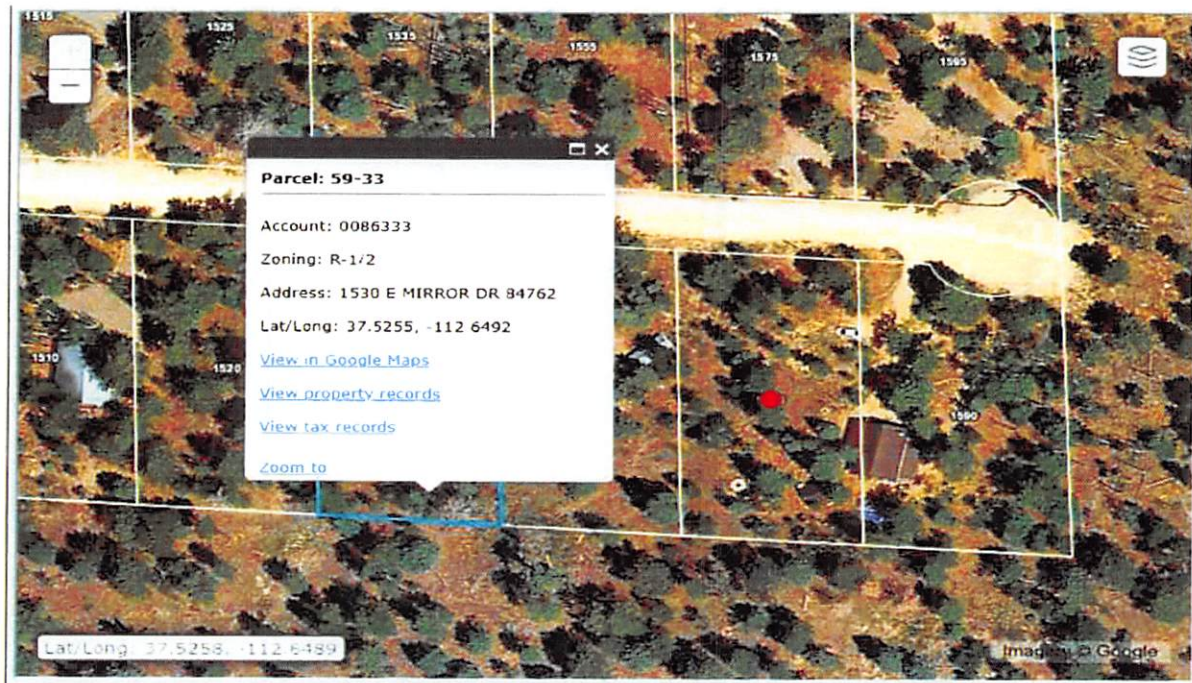 1515
1525
1535
1555
1575
1595
Parcel: 59-33
Account: 0086333
Zoning: R-1/2
Address: 1530 E MIRROR DR 84762
Lat/Long: 37.5255, -112.6492
View in Google Maps
View property records
View tax records
Zoom to
1510
1520
1590
Lat/Long: 37.5258, -112.6489
Imagery © Google